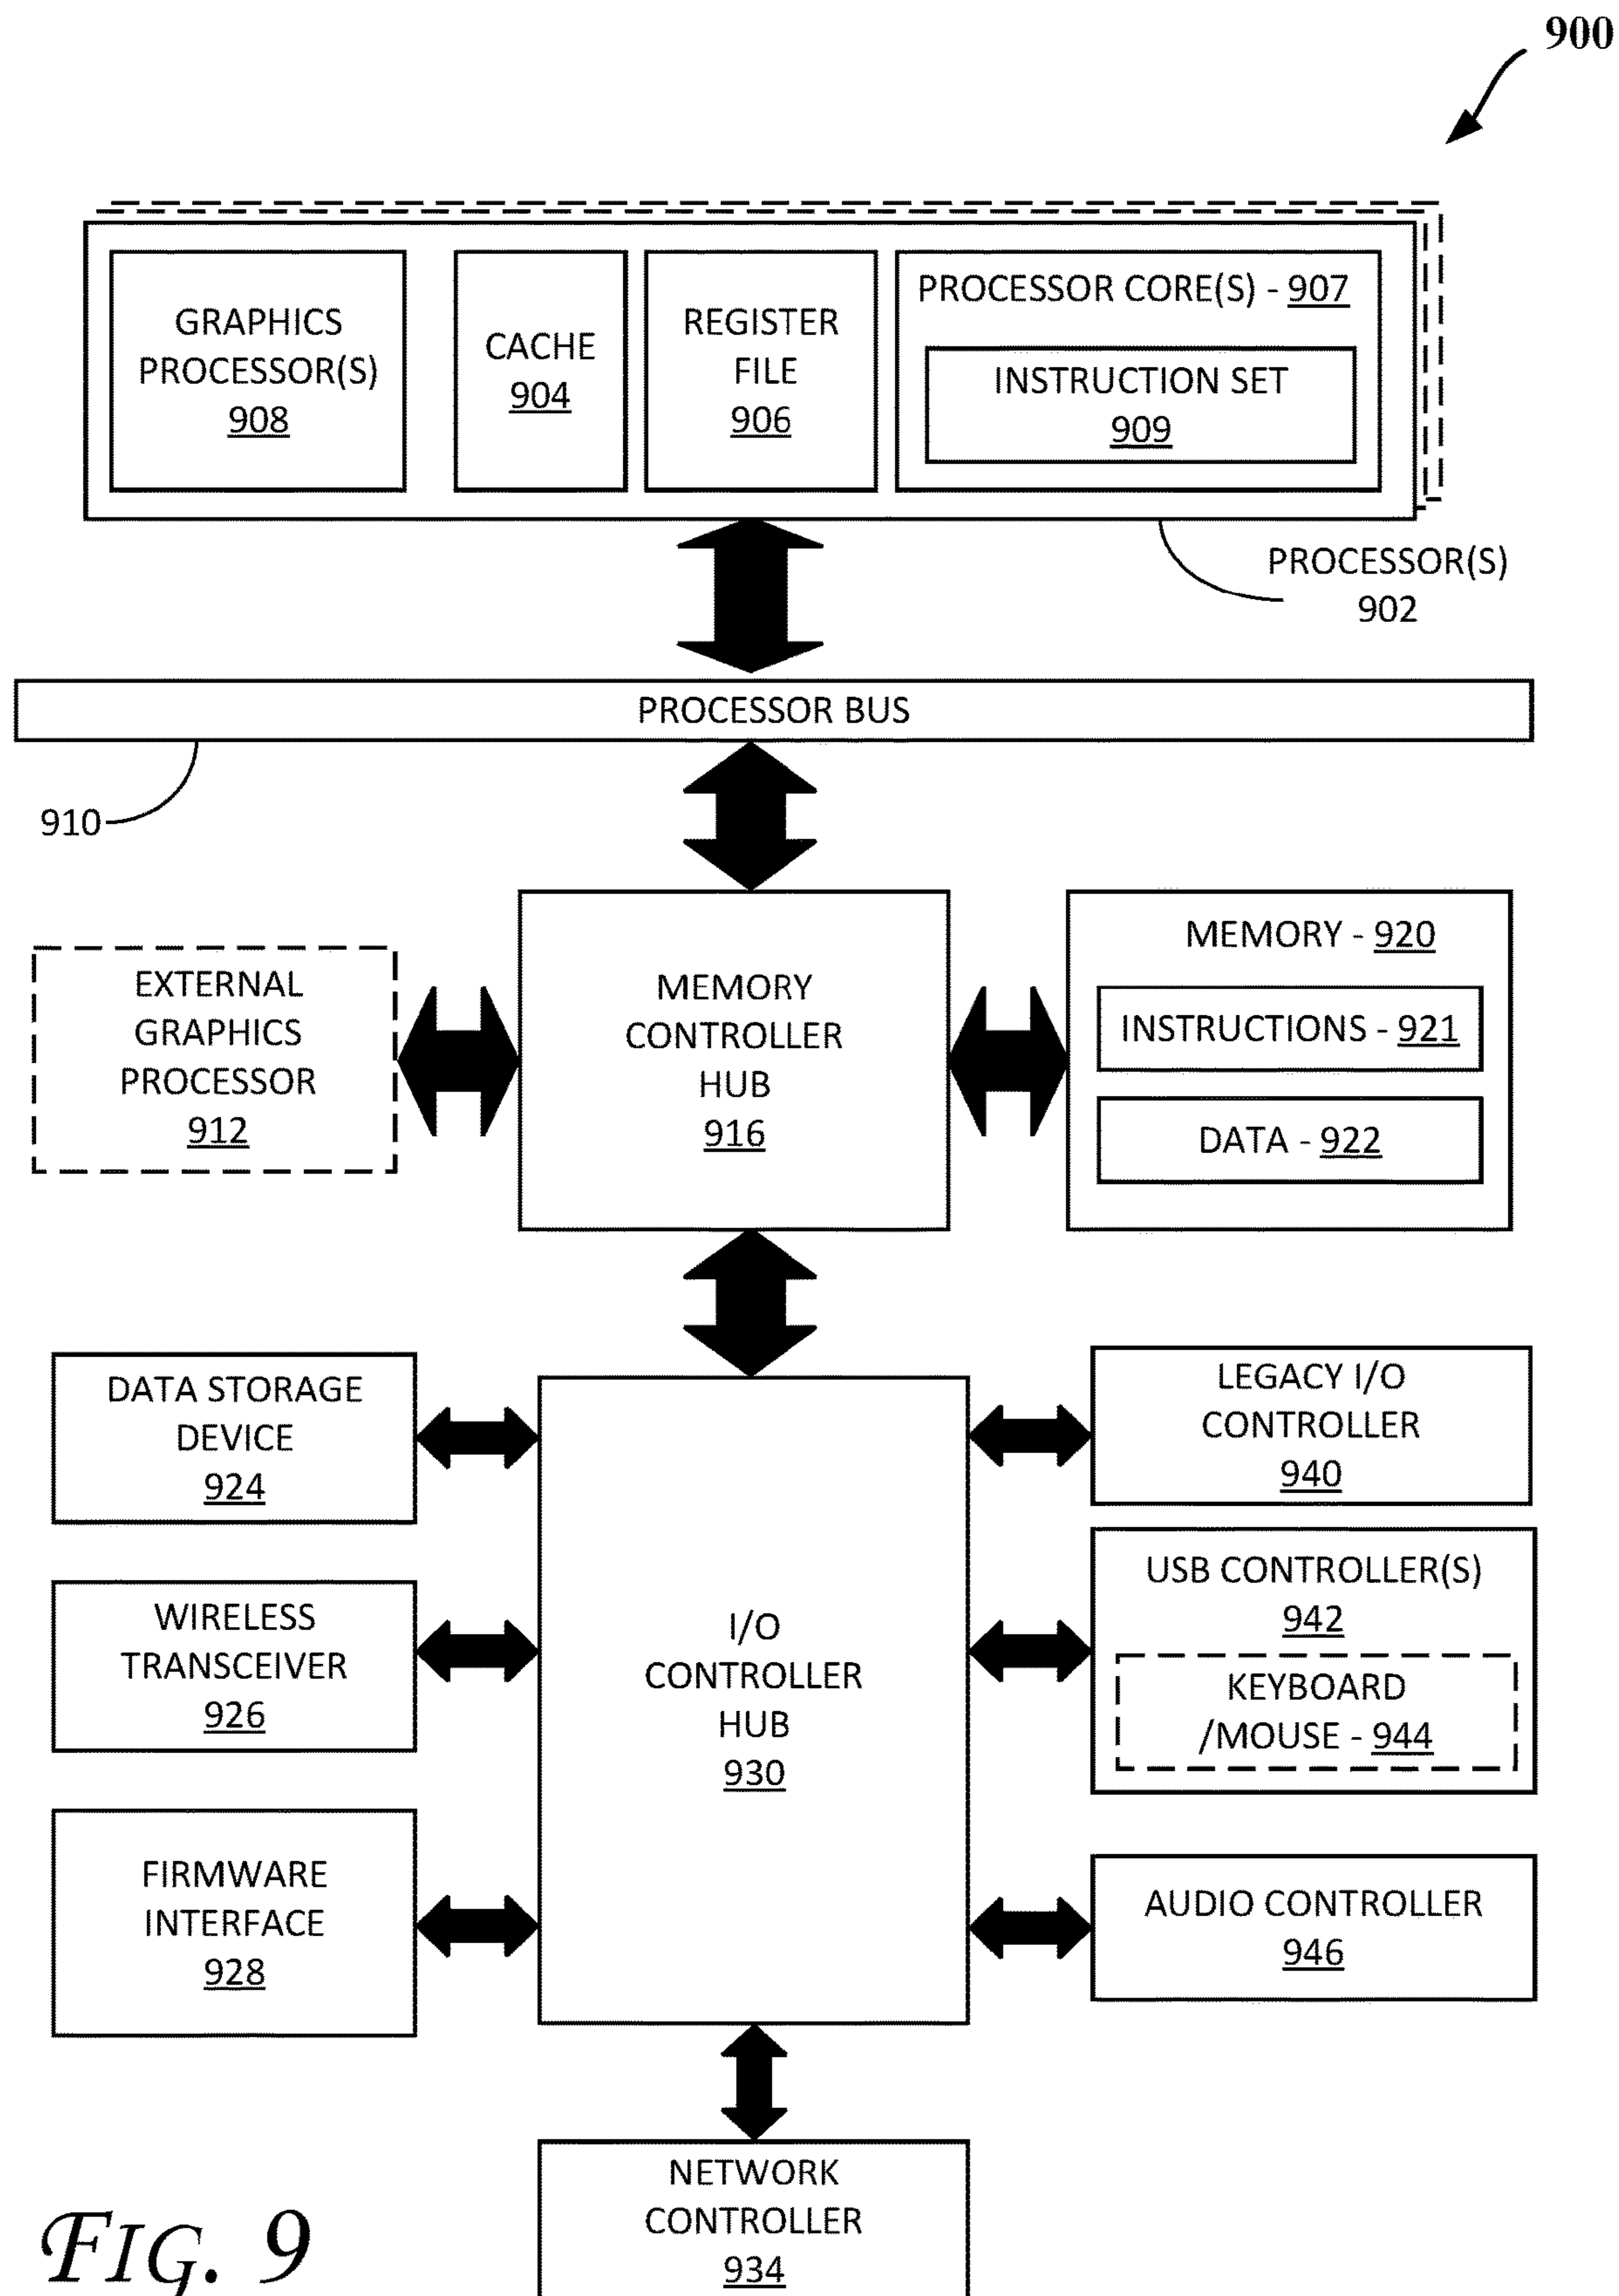 900
GRAPHICS
PROCESSOR(S)
908
CACHE
904
REGISTER
FILE
906
PROCESSOR CORE(S) - 907
INSTRUCTION SET
909
PROCESSOR(S)
902
PROCESSOR BUS
910
EXTERNAL
GRAPHICS
PROCESSOR
912
MEMORY
CONTROLLER
HUB
916
MEMORY - 920
INSTRUCTIONS - 921
DATA - 922
DATA STORAGE
DEVICE
924
WIRELESS
TRANSCEIVER
926
FIRMWARE
INTERFACE
928
I/O
CONTROLLER
HUB
930
LEGACY I/O
CONTROLLER
940
USB CONTROLLER(S)
942
KEYBOARD
/MOUSE - 944
AUDIO CONTROLLER
946
NETWORK
CONTROLLER
934
FIG. 9